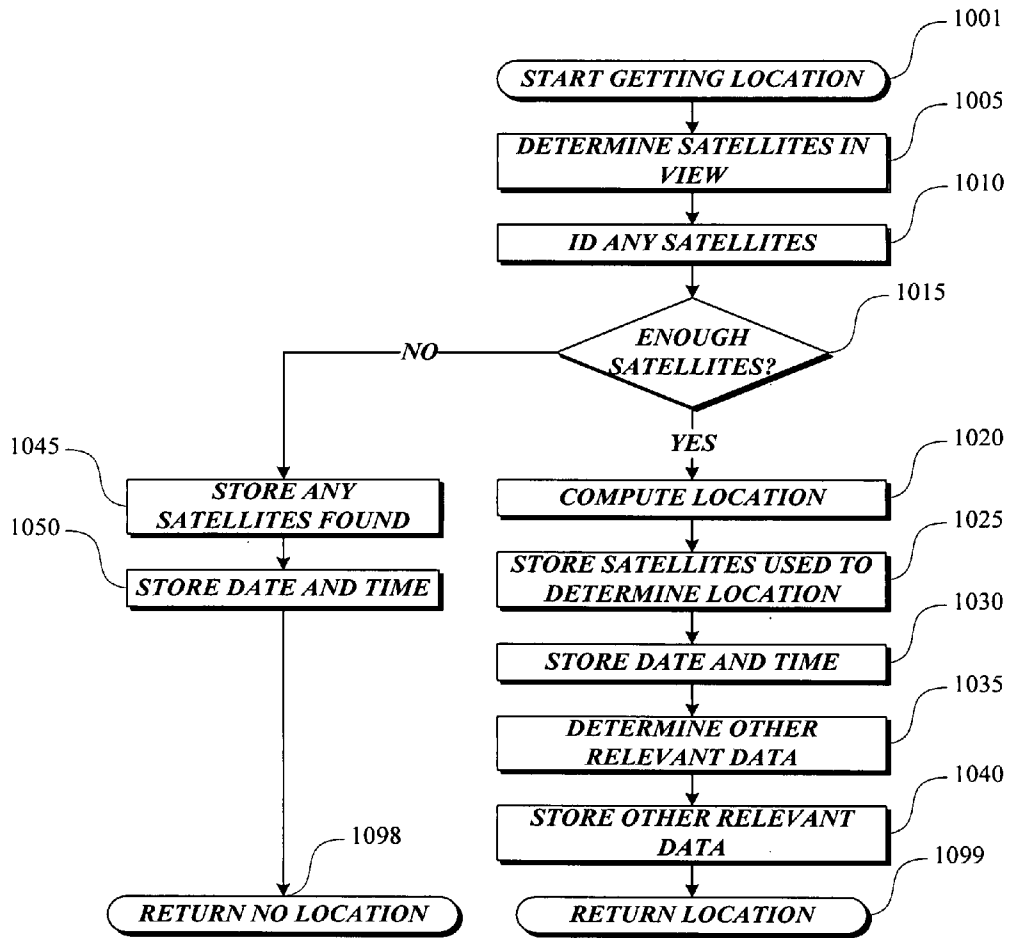 1001
START GETTING LOCATION
1005
DETERMINE SATELLITES IN
VIEW
1010
ID ANY SATELLITES
1015
ENOUGH
SATELLITES?
NO
YES
1045
STORE ANY
SATELLITES FOUND
1050
STORE DATE AND TIME
1020
COMPUTE LOCATION
1025
STORE SATELLITES USED TO
DETERMINE LOCATION
1030
STORE DATE AND TIME
1035
DETERMINE OTHER
RELEVANT DATA
1040
STORE OTHER RELEVANT
DATA
1098
RETURN NO LOCATION
1099
RETURN LOCATION